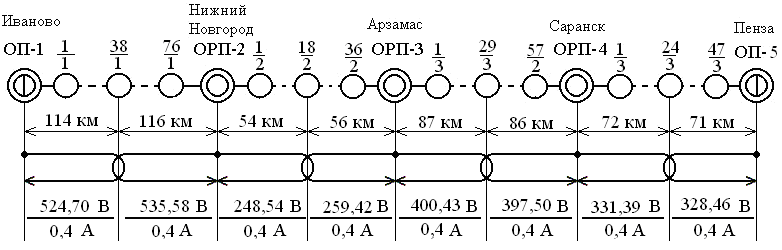 Иваново
Нижний
Новгород
Арзамас
Саранск
Пенза
ОП-1
1/1
38/1
76/1
ОРП-2
1/2
18/2
36/2
ОРП-3
1/3
29/3
57/2
ОРП-4
1/3
24/3
47/3
ОП-5
114 км
116 км
54 км
56 км
87 км
86 км
72 км
71 км
524,70 В
535,58 В
248,54 В
259,42 В
400,43 В
397,50 В
331,39 В
328,46 В
0,4 А
0,4 А
0,4 А
0,4 А
0,4 А
0,4 А
0,4 А
0,4 А